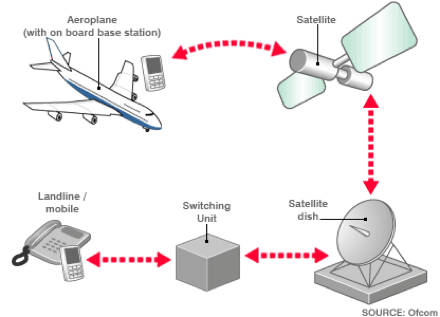 Aeroplane
(with on board base station)
Satellite
Landline /
mobile
Switching
Unit
Satellite
dish
SOURCE: Ofcom